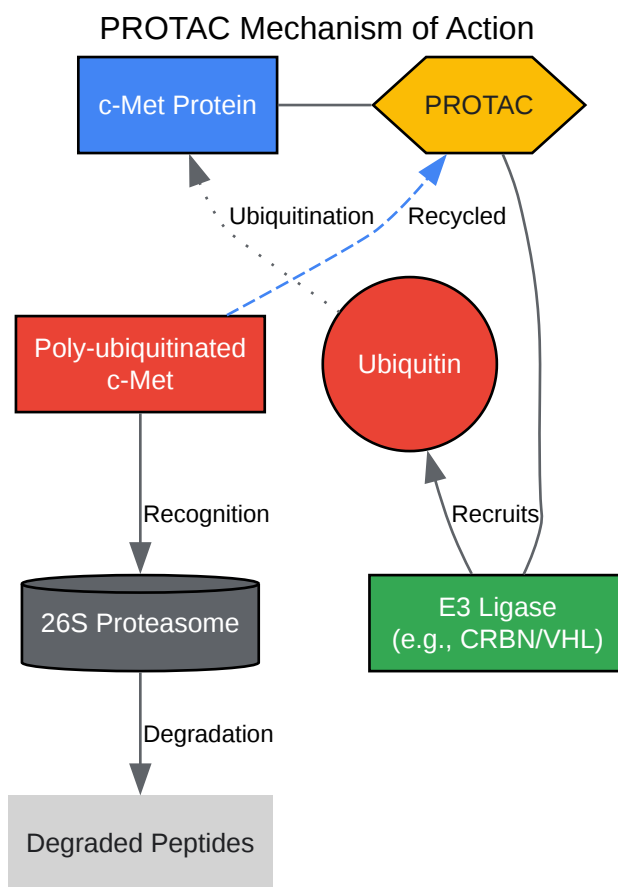 PROTAC Mechanism of Action
c-Met Protein
PROTAC
Ubiquitination
Recycled
Poly-ubiquitinated
c-Met
Ubiquitin
Recognition
Recruits
26S Proteasome
E3 Ligase
(e.g., CRBN/VHL)
Degradation
Degraded Peptides